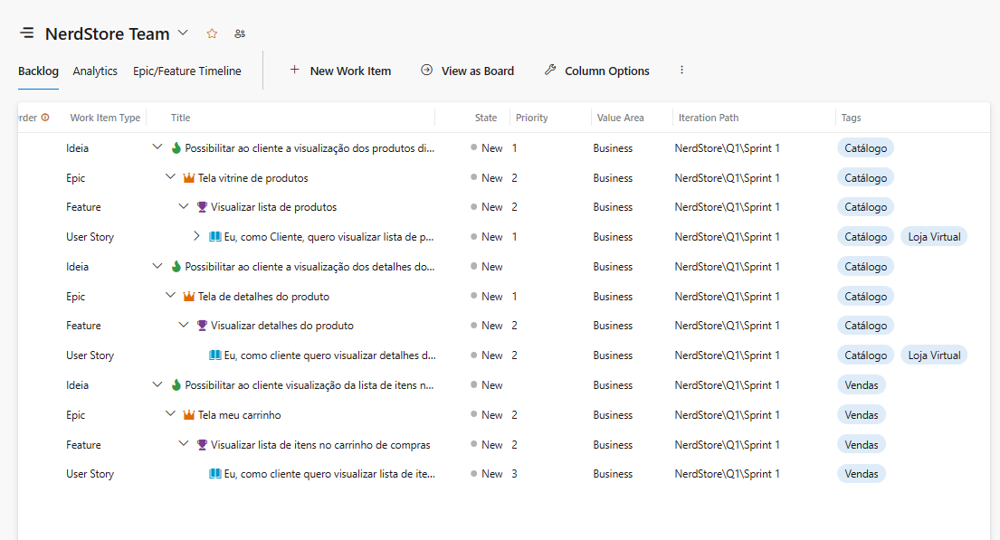 NerdStore Team
Backlog Analytics Epic/Feature Timeline New Work Item View as Board Column Options
rder Work Item Type Title State Priority Value Area Iteration Path Tags
Ideia Possibilitar ao cliente a visualização dos produtos di... New 1 Business NerdStore\Q1\Sprint 1 Catálogo
Epic Tela vitrine de produtos New 2 Business NerdStore\Q1\Sprint 1 Catálogo
Feature Visualizar lista de produtos New 2 Business NerdStore\Q1\Sprint 1 Catálogo
User Story Eu, como Cliente, quero visualizar lista de p... New 1 Business NerdStore\Q1\Sprint 1 Catálogo Loja Virtual
Ideia Possibilitar ao cliente a visualização dos detalhes do... New Business NerdStore\Q1\Sprint 1 Catálogo
Epic Tela de detalhes do produto New 1 Business NerdStore\Q1\Sprint 1 Catálogo
Feature Visualizar detalhes do produto New 2 Business NerdStore\Q1\Sprint 1 Catálogo
User Story Eu, como cliente quero visualizar detalhes d... New 2 Business NerdStore\Q1\Sprint 1 Catálogo Loja Virtual
Ideia Possibilitar ao cliente visualização da lista de itens n... New Business NerdStore\Q1\Sprint 1 Vendas
Epic Tela meu carrinho New 2 Business NerdStore\Q1\Sprint 1 Vendas
Feature Visualizar lista de itens no carrinho de compras New 2 Business NerdStore\Q1\Sprint 1 Vendas
User Story Eu, como cliente quero visualizar lista de ite... New 3 Business NerdStore\Q1\Sprint 1 Vendas